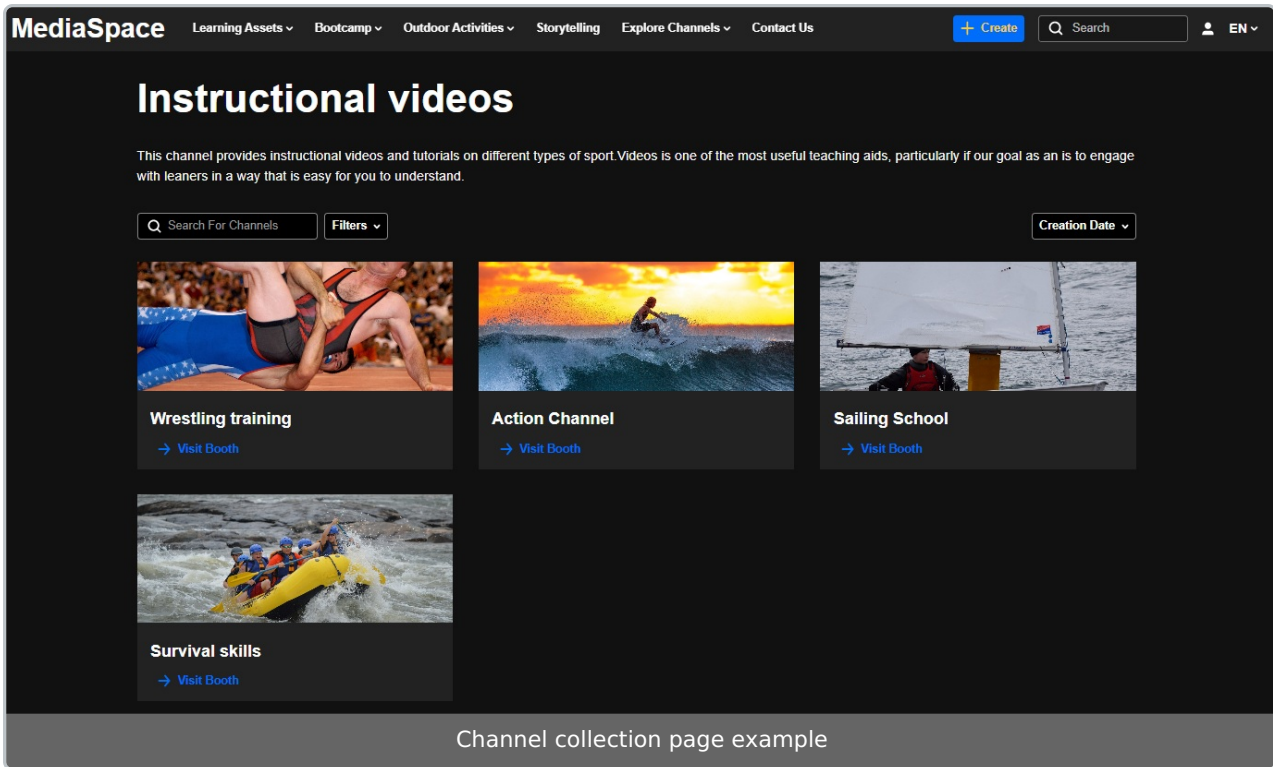 MediaSpace Learning Assets Bootcamp Outdoor Activities Storytelling Explore Channels Contact Us + Create Search EN
Instructional videos
This channel provides instructional videos and tutorials on different types of sport.Videos is one of the most useful teaching aids, particularly if our goal as an is to engage
with leaners in a way that is easy for you to understand.
Search For Channels Filters Creation Date
Wrestling training Action Channel Sailing School
→ Visit Booth → Visit Booth → Visit Booth
Survival skills
→ Visit Booth
Channel collection page example